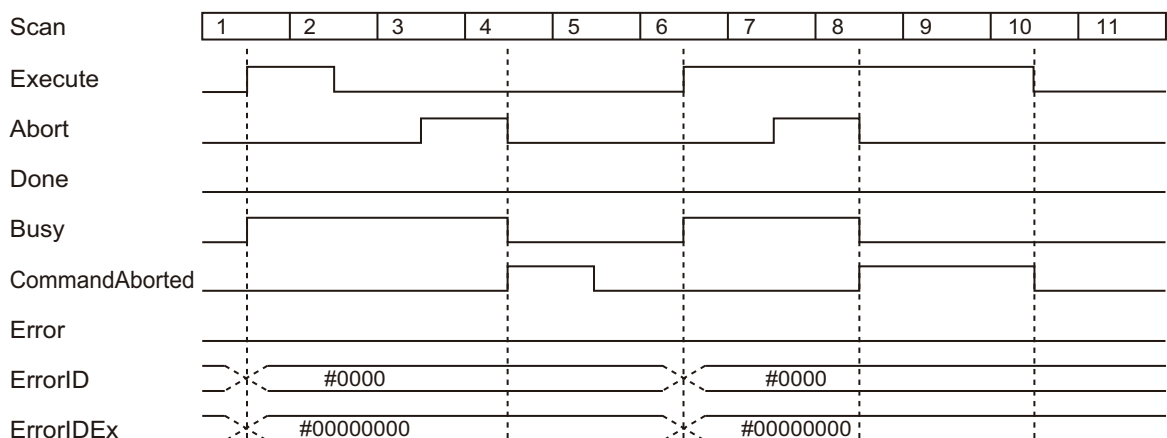 Scan 1 2 3 4 5 6 7 8 9 10 11
Execute
Abort
Done
Busy
CommandAborted
Error
ErrorID #0000 #0000
ErrorIDEx #00000000 #00000000